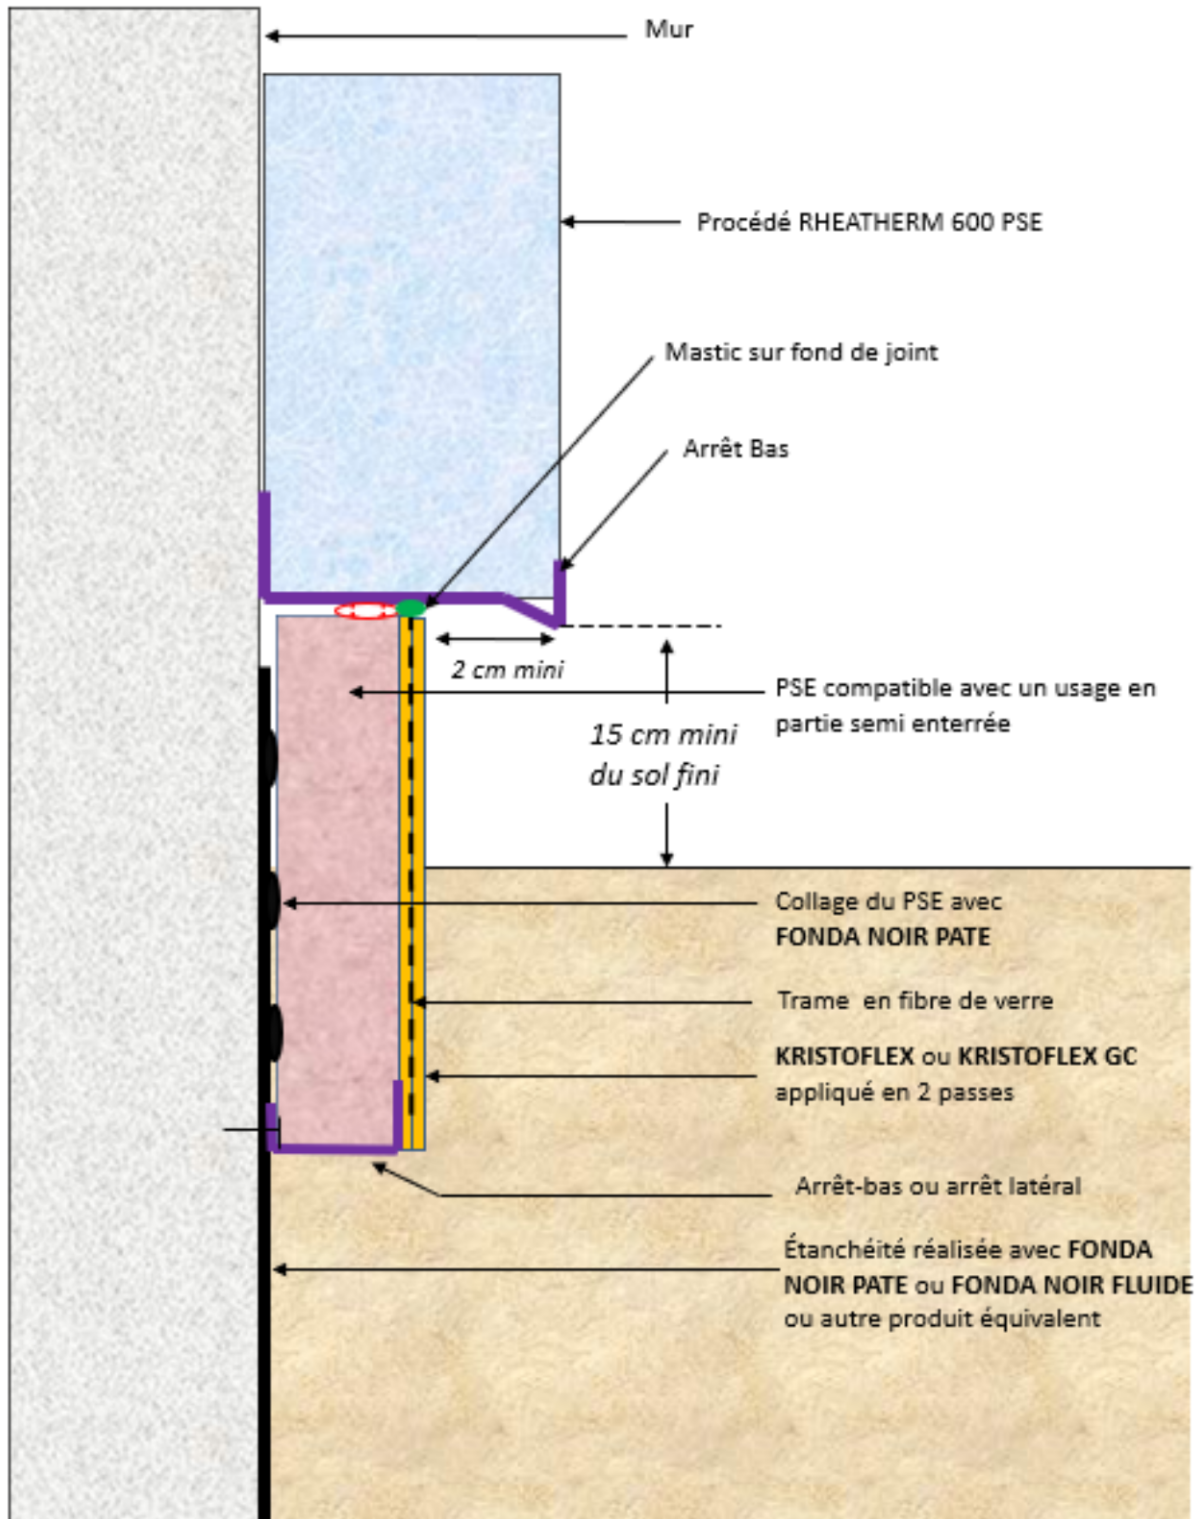 Mur
Procédé RHEATHERM 600 PSE
Mastic sur fond de joint
Arrêt Bas
2 cm mini
PSE compatible avec un usage en
partie semi enterrée
15 cm mini
du sol fini
Collage du PSE avec
FONDA NOIR PATE
Trame en fibre de verre
KRISTOFLEX ou KRISTOFLEX GC
appliqué en 2 passes
Arrêt-bas ou arrêt latéral
Étanchéité réalisée avec FONDA
NOIR PATE ou FONDA NOIR FLUIDE
ou autre produit équivalent